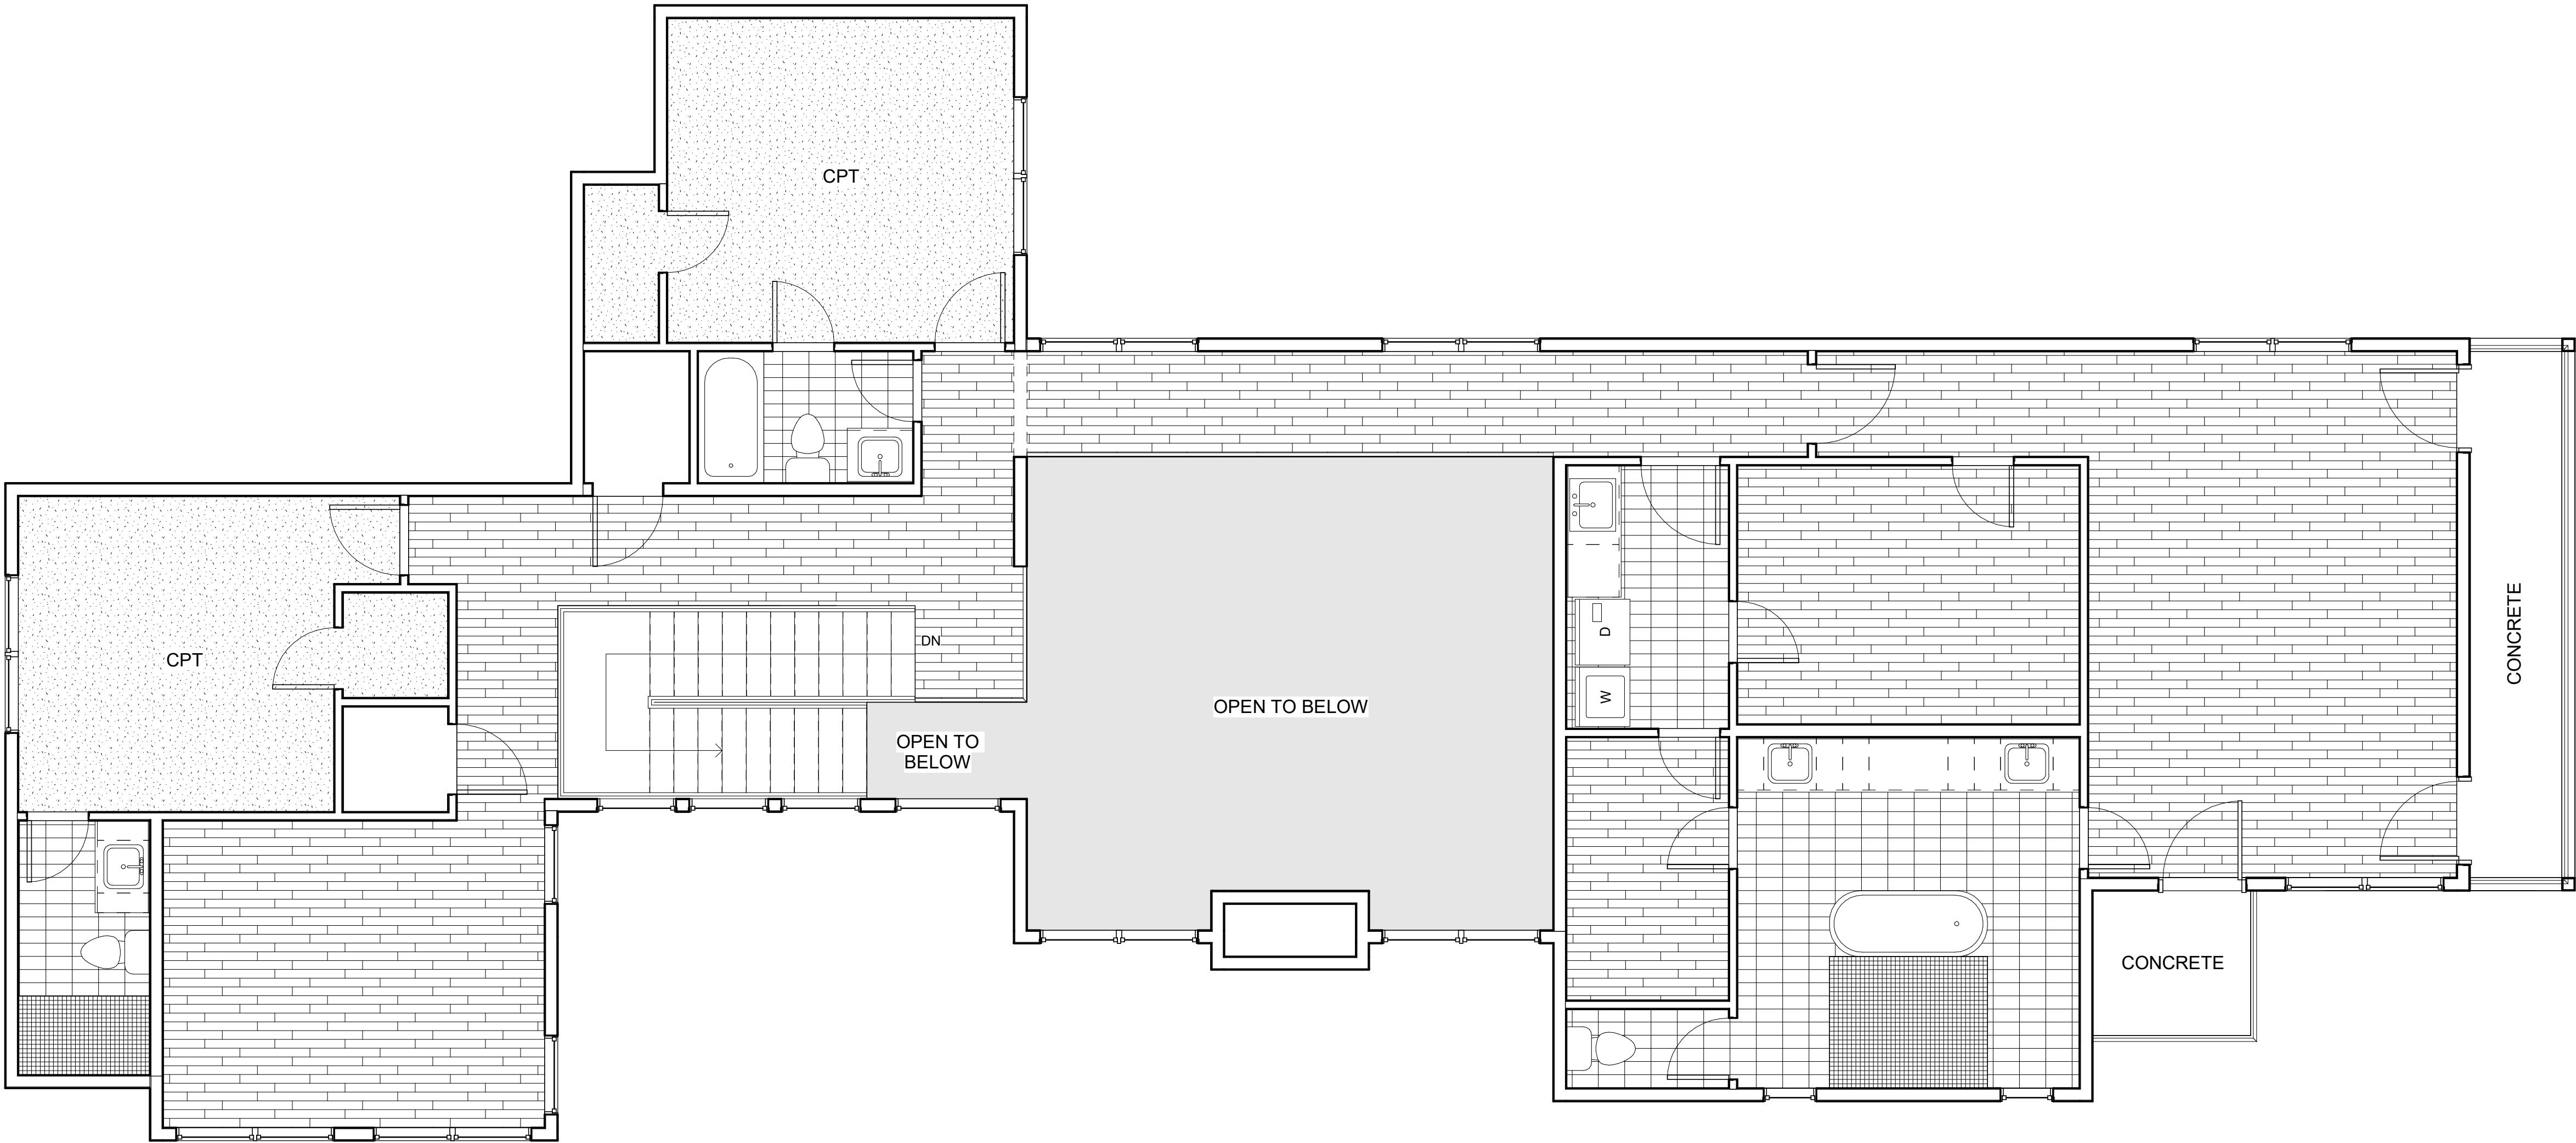 CPT
CPT
DN
OPEN TO
BELOW
OPEN TO BELOW
D
W
CONCRETE
CONCRETE